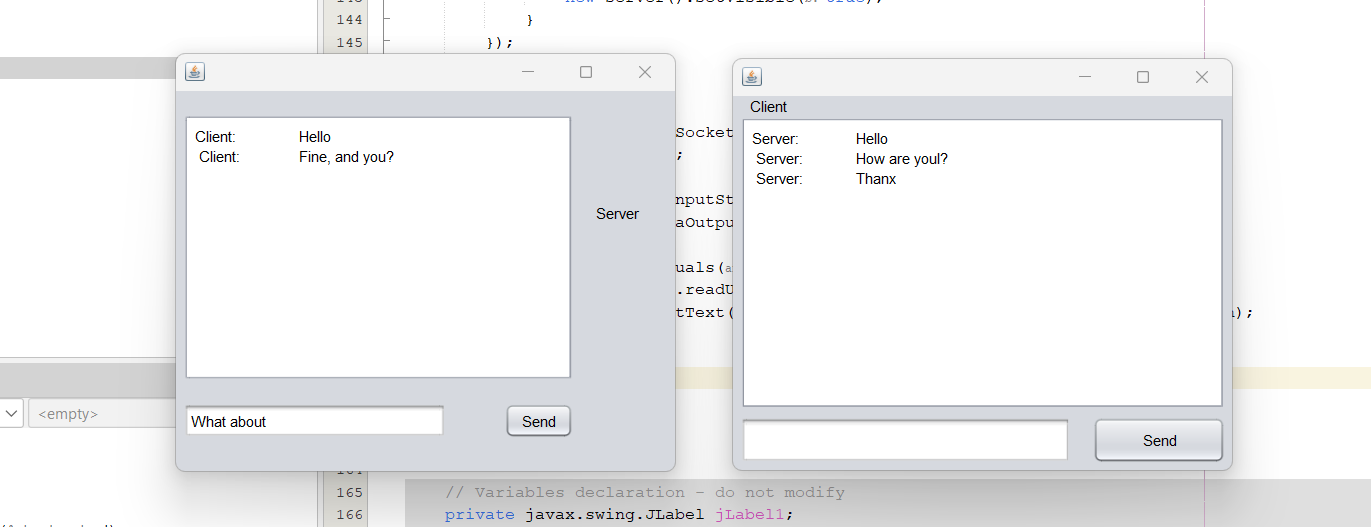 144 }
145 });
Client: Hello
Client: Fine, and you?
Server
What about
Send
Client
Server: Hello
Server: How are youl?
Server: Thanx
Send
Socket
;
nputSt
aOutpu
uals(
.readU
tText(
);
<empty>
165 // Variables declaration - do not modify
166 private javax.swing.JLabel jLabel1;